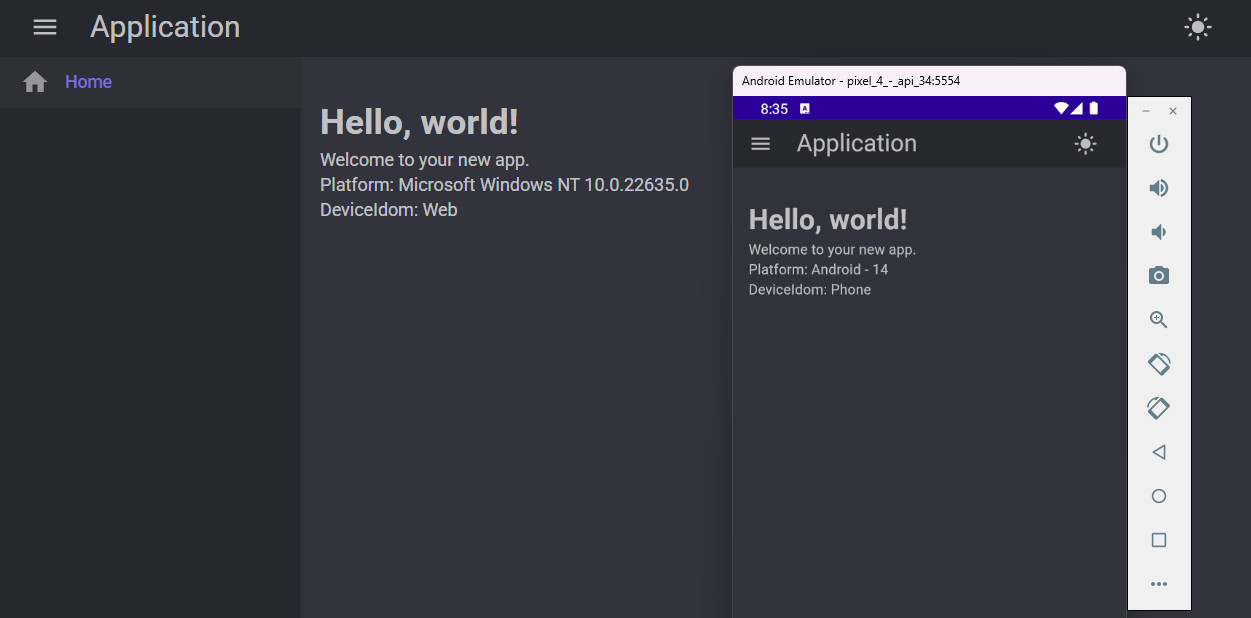 Application
Home
Hello, world!
Welcome to your new app.
Platform: Microsoft Windows NT 10.0.22635.0
DeviceIdom: Web
Android Emulator - pixel_4_-_api_34:5554
8:35 A
Application
Hello, world!
Welcome to your new app.
Platform: Android - 14
DeviceIdom: Phone